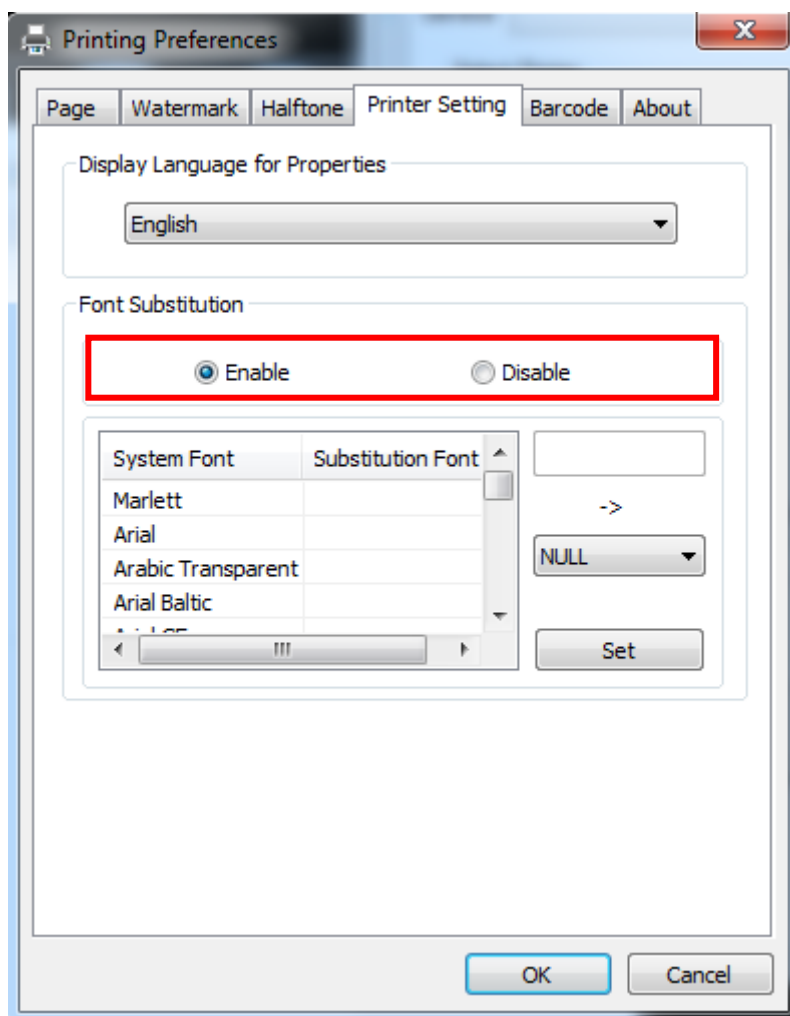 Printing Preferences
Page Watermark Halftone Printer Setting Barcode About
Display Language for Properties
English
Font Substitution
Enable Disable
System Font Substitution Font
Marlett
->
Arial
NULL
Arabic Transparent
Arial Baltic
Set
OK Cancel